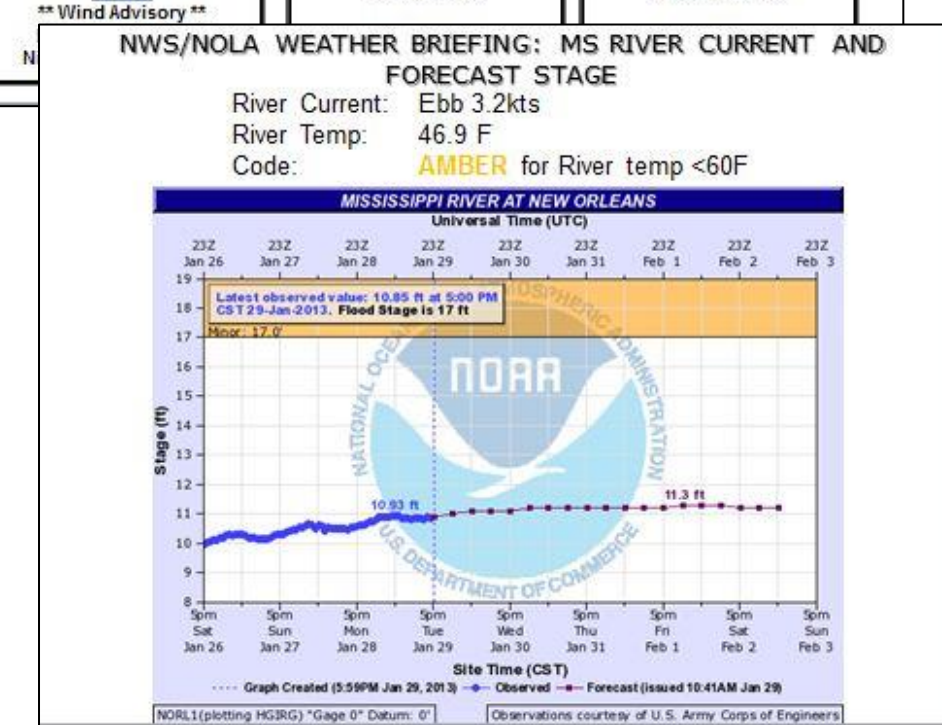 ** Wind Advisory **
NWS/NOLA WEATHER BRIEFING: MS RIVER CURRENT AND
FORECAST STAGE
River Current: Ebb 3.2kts
River Temp: 46.9 F
Code: AMBER for River temp <60F
MISSISSIPPI RIVER AT NEW ORLEANS
Universal Time (UTC)
23Z 23Z 23Z 23Z 23Z 23Z 23Z 23Z 23Z
Jan 26 Jan 27 Jan 28 Jan 29 Jan 30 Jan 31 Feb 1 Feb 2 Feb 3
Latest observed value: 10.85 ft at 5:00 PM
CST 29-Jan-2013. Flood Stage is 17 ft
Minor: 17.0'
Stage (ft)
19
18
17
16
15
14
13
12
11
10
9
8
NOAA
U.S. DEPARTMENT OF COMMERCE
10.93 ft
11.3 ft
5pm 5pm 5pm 5pm 5pm 5pm 5pm 5pm 5pm
Sat Sun Mon Tue Wed Thu Fri Sat Sun
Jan 26 Jan 27 Jan 28 Jan 29 Jan 30 Jan 31 Feb 1 Feb 2 Feb 3
Site Time (CST)
Graph Created (5:59PM Jan 29, 2013) Observed Forecast (issued 10:41AM Jan 29)
NORL1(plotting HGIRG) "Gage 0" Datum: 0' Observations courtesy of U.S. Army Corps of Engineers